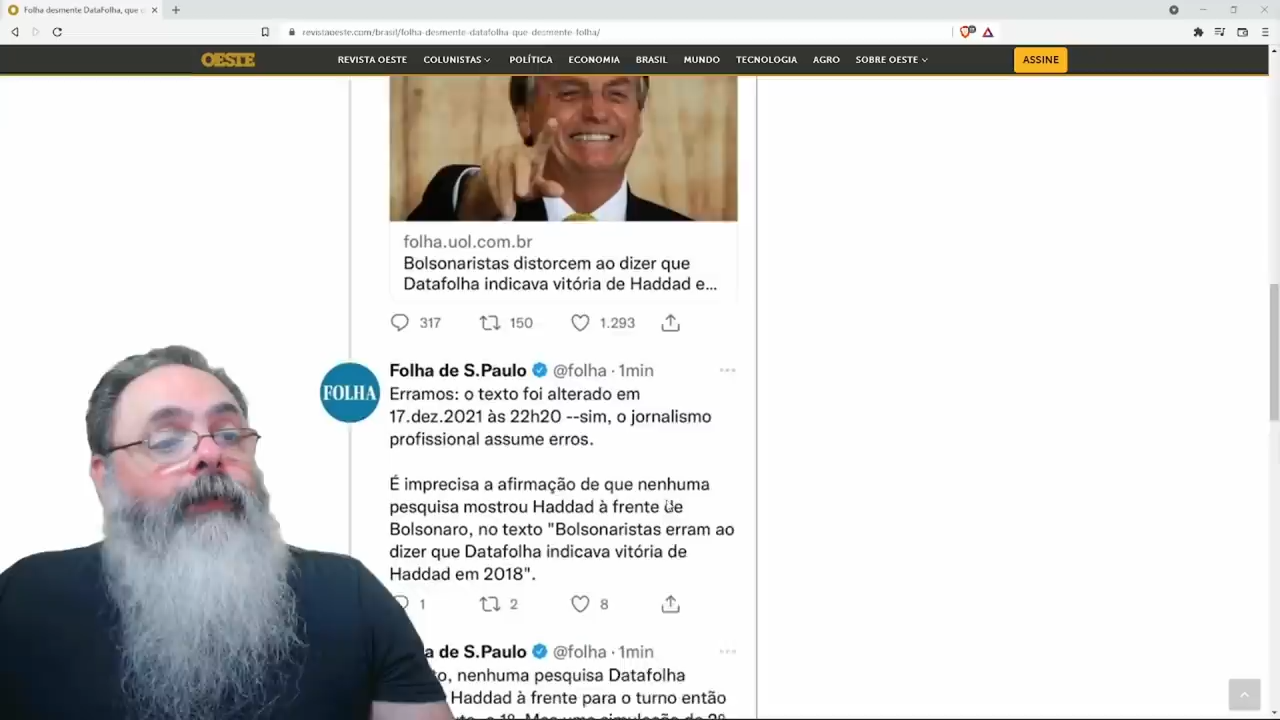 Folha desmente DataFolha, que
revistaoeste.com/brasil/folha-desmente-datafolha-que-desmente-folha/
OESTE
REVISTA OESTE COLUNISTAS POLÍTICA ECONOMIA BRASIL MUNDO TECNOLOGIA AGRO SOBRE OESTE ASSINE
folha.uol.com.br
Bolsonaristas distorcem ao dizer que
Datafolha indicava vitória de Haddad e...
317 150 1.293
FOLHA
Folha de S.Paulo @folha · 1min
Erramos: o texto foi alterado em
17.dez.2021 às 22h20 --sim, o jornalismo
profissional assume erros.
É imprecisa a afirmação de que nenhuma
pesquisa mostrou Haddad à frente de
Bolsonaro, no texto "Bolsonaristas erram ao
dizer que Datafolha indicava vitória de
Haddad em 2018".
1 2 8
a de S.Paulo @folha · 1min
o, nenhuma pesquisa Datafolha
Haddad à frente para o turno então